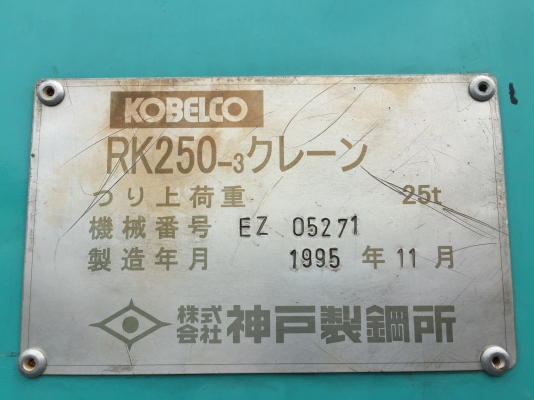 KOBELCO
RK250-3クレーン
つり上荷重 25t
機械番号 EZ 05271
製造年月 1995 年 11 月
株式会社 神戸製鋼所